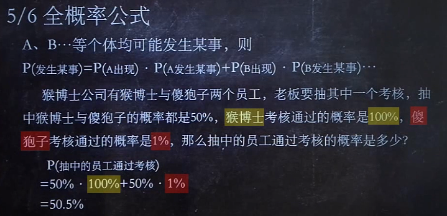 5/6 全概率公式
A、B…等个体均可能发生某事，则
P(发生某事)=P(A出现) · P(A发生某事)+P(B出现) · P(B发生某事)…
猴博士公司有猴博士与傻狍子两个员工，老板要抽其中一个考核，抽
中猴博士与傻狍子的概率都是50%，猴博士考核通过的概率是100%，傻
狍子考核通过的概率是1%，那么抽中的员工通过考核的概率是多少？
P(抽中的员工通过考核)
=50% · 100%+50% · 1%
=50.5%